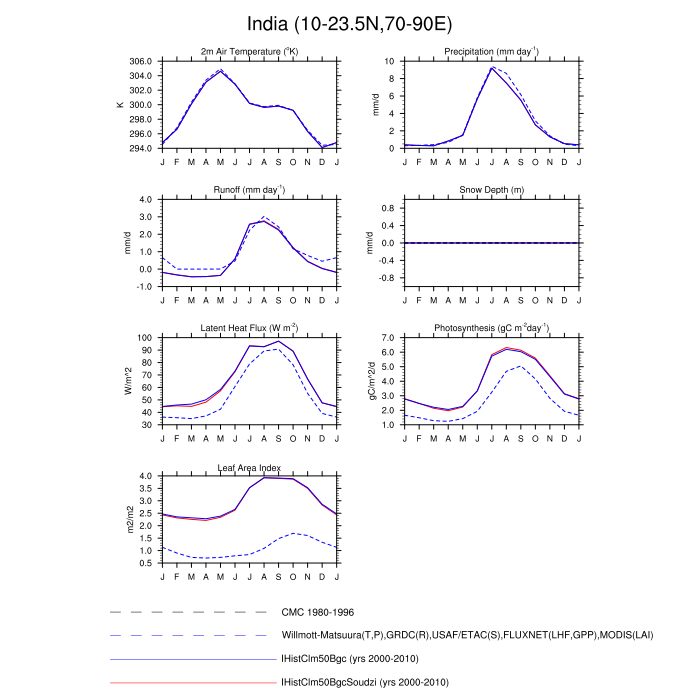 India (10-23.5N,70-90E)
2m Air Temperature (°K)
K
306.0
304.0
302.0
300.0
298.0
296.0
294.0
J F M A M J J A S O N D J
Precipitation (mm day-1)
mm/d
10
8
6
4
2
0
J F M A M J J A S O N D J
Runoff (mm day-1)
mm/d
4.0
3.0
2.0
1.0
0.0
-1.0
J F M A M J J A S O N D J
Snow Depth (m)
mm/d
0.8
0.4
0.0
-0.4
-0.8
J F M A M J J A S O N D J
Latent Heat Flux (W m-2)
W/m^2
100
90
80
70
60
50
40
30
J F M A M J J A S O N D J
Photosynthesis (gC m-2day-1)
gC/m^2/d
7.0
6.0
5.0
4.0
3.0
2.0
1.0
J F M A M J J A S O N D J
Leaf Area Index
m2/m2
4.0
3.5
3.0
2.5
2.0
1.5
1.0
0.5
J F M A M J J A S O N D J
CMC 1980-1996
Willmott-Matsuura(T,P),GRDC(R),USAF/ETAC(S),FLUXNET(LHF,GPP),MODIS(LAI)
IHistClm50Bgc (yrs 2000-2010)
IHistClm50BgcSoudzi (yrs 2000-2010)